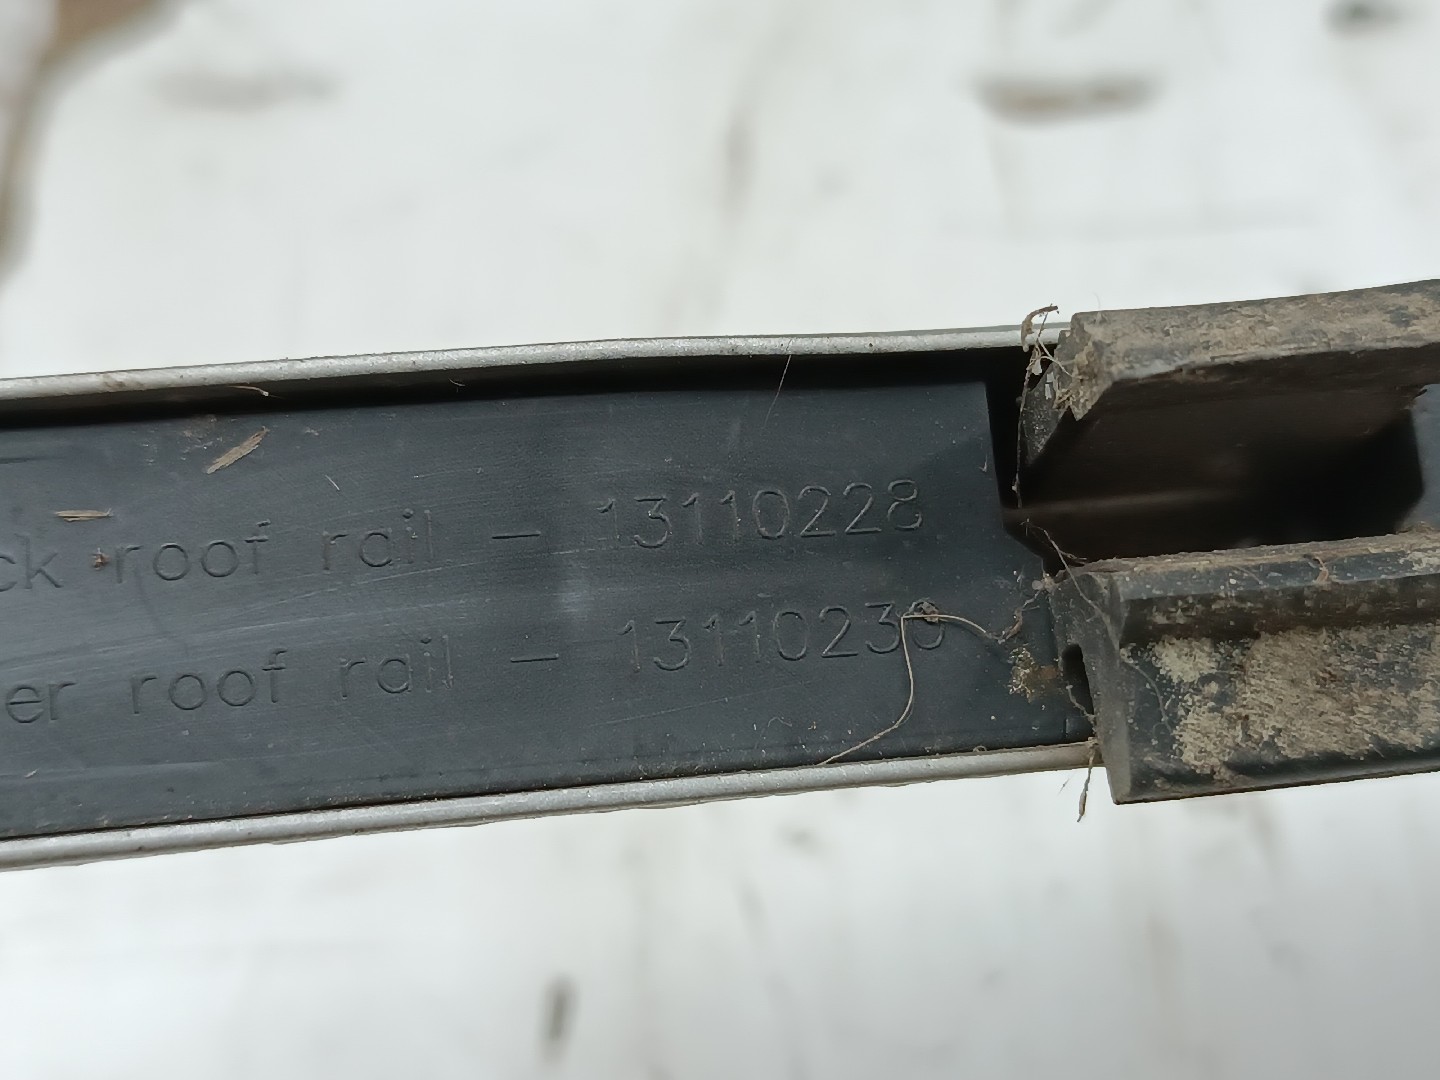 ck roof rail - 13110228
er roof rail - 13110230